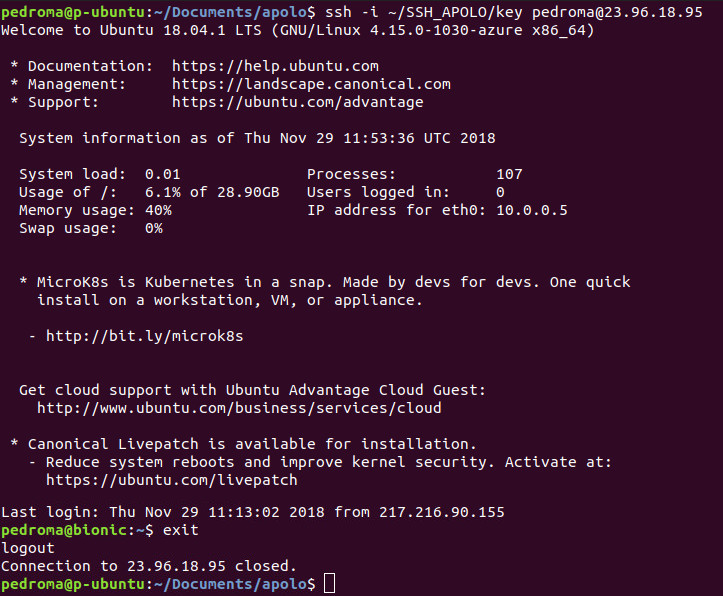 pedroma@p-ubuntu:~/Documents/apolo$ ssh -i ~/SSH_APOLO/key pedroma@23.96.18.95
Welcome to Ubuntu 18.04.1 LTS (GNU/Linux 4.15.0-1030-azure x86_64)
* Documentation:  https://help.ubuntu.com
* Management:     https://landscape.canonical.com
* Support:        https://ubuntu.com/advantage
System information as of Thu Nov 29 11:53:36 UTC 2018
System load:  0.01              Processes:           107
Usage of /:   6.1% of 28.90GB   Users logged in:     0
Memory usage: 40%               IP address for eth0: 10.0.0.5
Swap usage:   0%
* MicroK8s is Kubernetes in a snap. Made by devs for devs. One quick
install on a workstation, VM, or appliance.
- http://bit.ly/microk8s
Get cloud support with Ubuntu Advantage Cloud Guest:
http://www.ubuntu.com/business/services/cloud
* Canonical Livepatch is available for installation.
- Reduce system reboots and improve kernel security. Activate at:
https://ubuntu.com/livepatch
Last login: Thu Nov 29 11:13:02 2018 from 217.216.90.155
pedroma@bionic:~$ exit
logout
Connection to 23.96.18.95 closed.
pedroma@p-ubuntu:~/Documents/apolo$